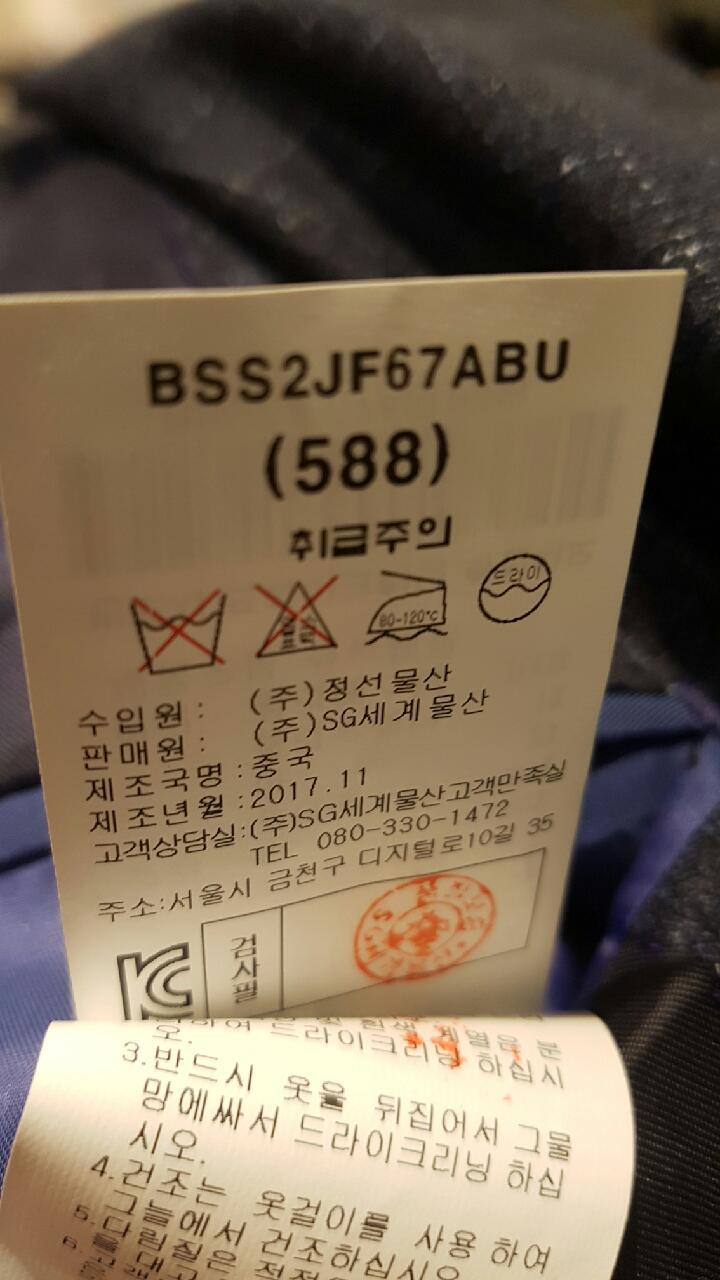 BSS2JF67ABU
(588)
취급주의
80-120℃
드라이
수입원: (주)정선물산
판매원: (주)SG세계물산
제조국명:중국
제조년월:2017.11
고객상담실:(주)SG세계물산고객만족실
TEL 080-330-1472
주소:서울시 금천구 디지털로10길 35
검사필
오. 드라이크리닝 하십시
3.반드시 옷을 뒤집어서 그물
망에싸서 드라이크리닝 하십
시오.
4.건조는 옷걸이를 사용 하여
그늘에서 건조하십시오
5.다림질은